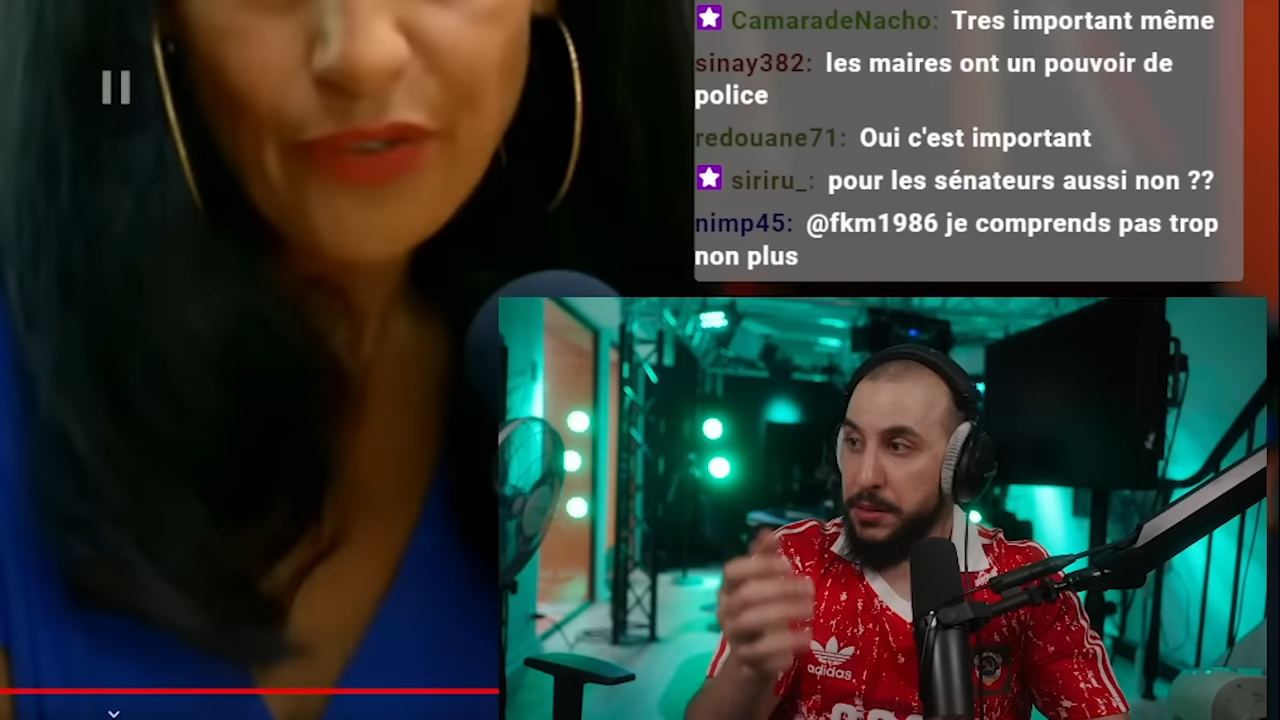 CamaradeNacho: Tres important même
sinay382: les maires ont un pouvoir de
police
redouane71: Oui c'est important
siriru_: pour les sénateurs aussi non ??
nimp45: @fkm1986 je comprends pas trop
non plus
adidas